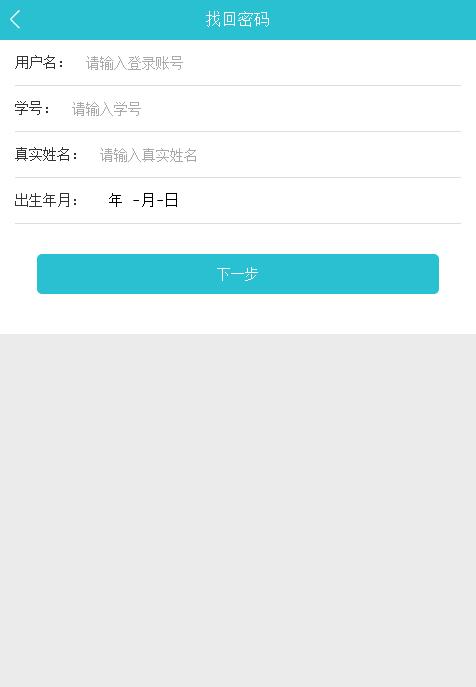 找回密码
用户名： 请输入登录账号
学号： 请输入学号
真实姓名： 请输入真实姓名
出生年月： 年 -月-日
下一步